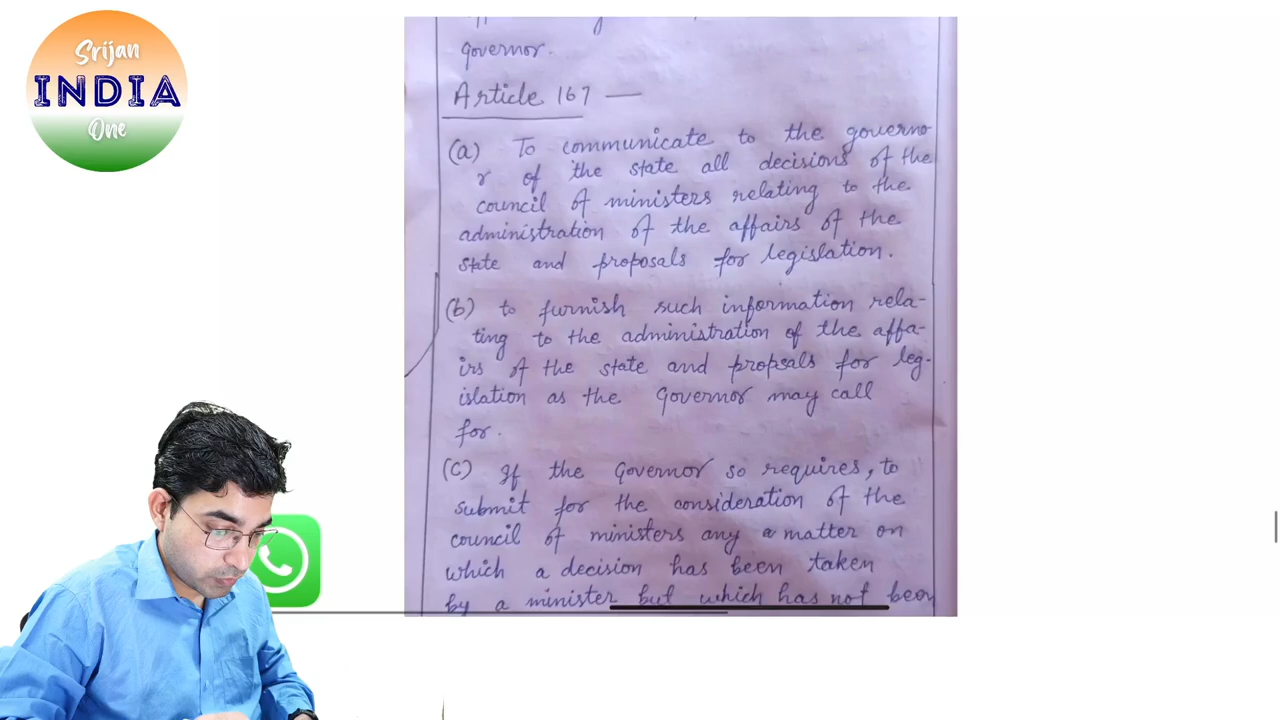 Srijan
INDIA
One
Governor.
Article 167 —
(a) To communicate to the governo
r of the state all decisions of the
council of ministers relating to the
administration of the affairs of the
state and proposals for legislation.
(b) to furnish such information rela-
ting to the administration of the affa-
irs of the state and propsals for leg-
islation as the Governor may call
for.
(C) If the Governor so requires, to
submit for the consideration of the
council of ministers any a matter on
which a decision has been taken
by a minister but which has not been